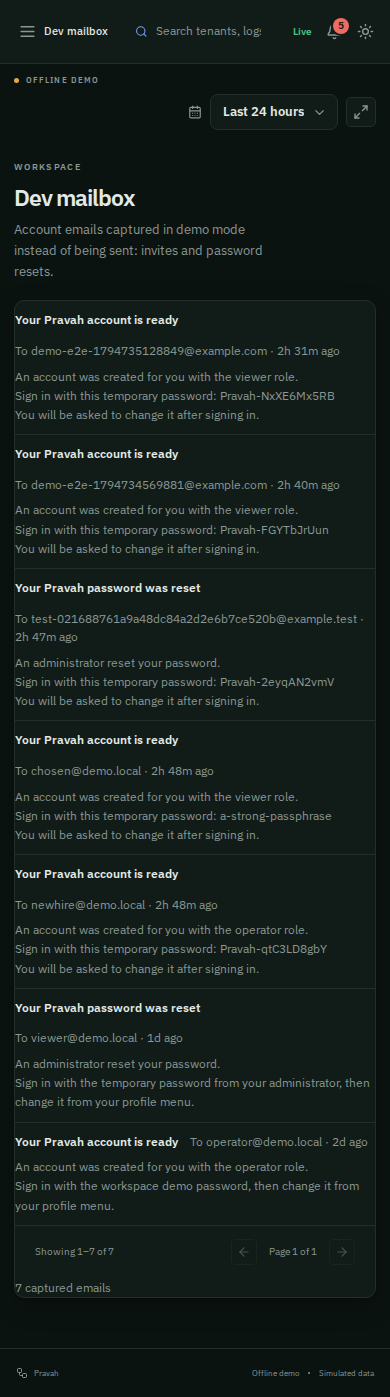 Dev mailbox
Search tenants, logs
Live
5
OFFLINE DEMO
Last 24 hours
WORKSPACE
Dev mailbox
Account emails captured in demo mode
instead of being sent: invites and password
resets.
Your Pravah account is ready
To demo-e2e-1794735128849@example.com · 2h 31m ago
An account was created for you with the viewer role.
Sign in with this temporary password: Pravah-NxXE6Mx5RB
You will be asked to change it after signing in.
Your Pravah account is ready
To demo-e2e-1794734569881@example.com · 2h 40m ago
An account was created for you with the viewer role.
Sign in with this temporary password: Pravah-FGYTbJrUun
You will be asked to change it after signing in.
Your Pravah password was reset
To test-021688761a9a48dc84a2d2e6b7ce520b@example.test ·
2h 47m ago
An administrator reset your password.
Sign in with this temporary password: Pravah-2eyqAN2vmV
You will be asked to change it after signing in.
Your Pravah account is ready
To chosen@demo.local · 2h 48m ago
An account was created for you with the viewer role.
Sign in with this temporary password: a-strong-passphrase
You will be asked to change it after signing in.
Your Pravah account is ready
To newhire@demo.local · 2h 48m ago
An account was created for you with the operator role.
Sign in with this temporary password: Pravah-qtC3LD8gbY
You will be asked to change it after signing in.
Your Pravah password was reset
To viewer@demo.local · 1d ago
An administrator reset your password.
Sign in with the temporary password from your administrator, then
change it from your profile menu.
Your Pravah account is ready To operator@demo.local · 2d ago
An account was created for you with the operator role.
Sign in with the workspace demo password, then change it from
your profile menu.
Showing 1–7 of 7
Page 1 of 1
7 captured emails
Pravah
Offline demo • Simulated data